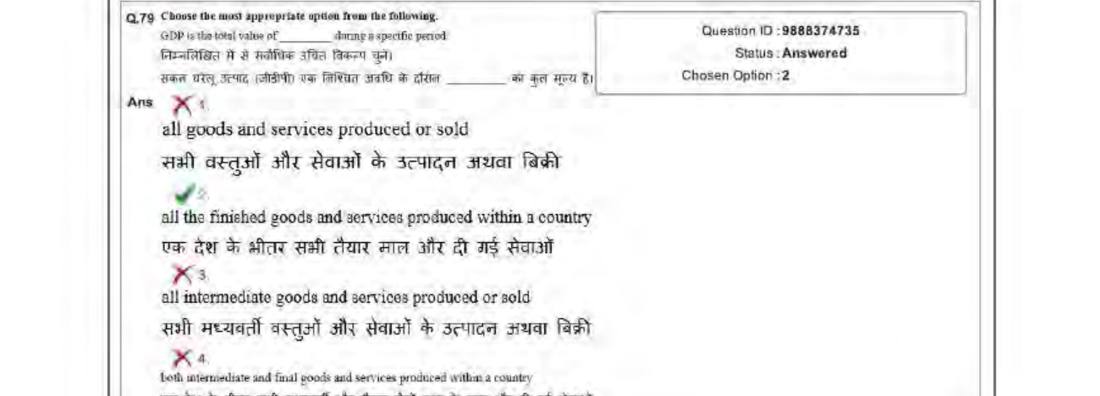 Q.79 Choose the most appropriate option from the following.
GDP is the total value of ________ during a specific period
निम्नलिखित में से सर्वाधिक उचित विकल्प चुनें।
सकल घरेलू उत्पाद (जीडीपी) एक निश्चित अवधि के दौरान ________ का कुल मूल्य है।
Question ID : 9888374735
Status : Answered
Chosen Option : 2
Ans 1.
all goods and services produced or sold
सभी वस्तुओं और सेवाओं के उत्पादन अथवा बिक्री
2.
all the finished goods and services produced within a country
एक देश के भीतर सभी तैयार माल और दी गई सेवाओं
3.
all intermediate goods and services produced or sold
सभी मध्यवर्ती वस्तुओं और सेवाओं के उत्पादन अथवा बिक्री
4.
both intermediate and final goods and services produced within a country